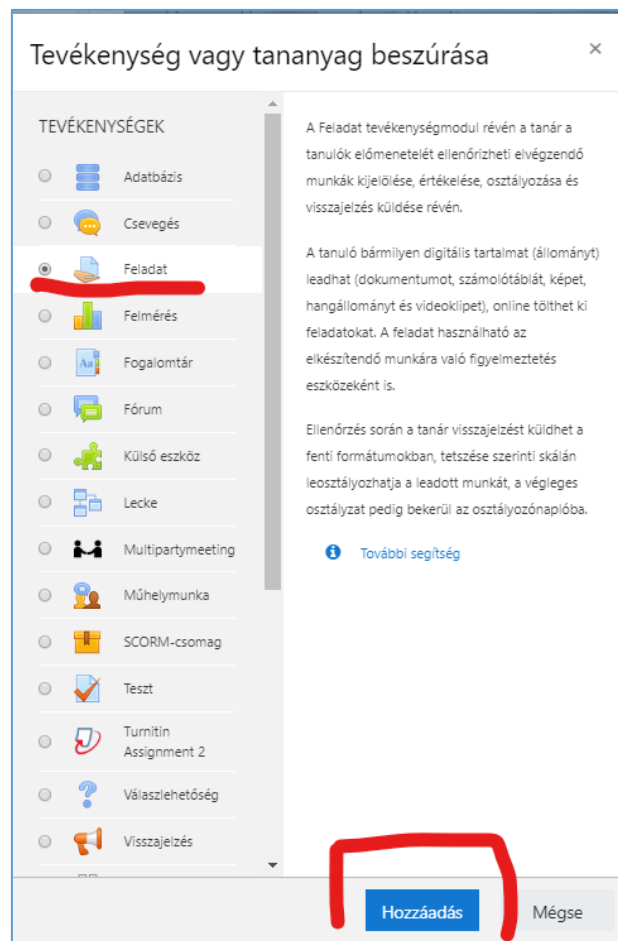 Tevékenység vagy tananyag beszúrása
×
TEVÉKENYSÉGEK
Adatbázis
Csevegés
Feladat
Felmérés
Fogalomtár
Fórum
Külső eszköz
Lecke
Multipartymeeting
Műhelymunka
SCORM-csomag
Teszt
Turnitin
Assignment 2
Válaszlehetőség
Visszajelzés
A Feladat tevékenységmodul révén a tanár a
tanulók előmenetelét ellenőrizheti elvégzendő
munkák kijelölése, értékelése, osztályozása és
visszajelzés küldése révén.
A tanuló bármilyen digitális tartalmat (állományt)
leadhat (dokumentumot, számolótáblát, képet,
hangállományt és videoklipet), online tölthet ki
feladatokat. A feladat használható az
elkészítendő munkára való figyelmeztetés
eszközeként is.
Ellenőrzés során a tanár visszajelzést küldhet a
fenti formátumokban, tetszése szerinti skálán
leosztályozhatja a leadott munkát, a végleges
osztályzat pedig bekerül az osztályozónaplóba.
További segítség
Hozzáadás
Mégse